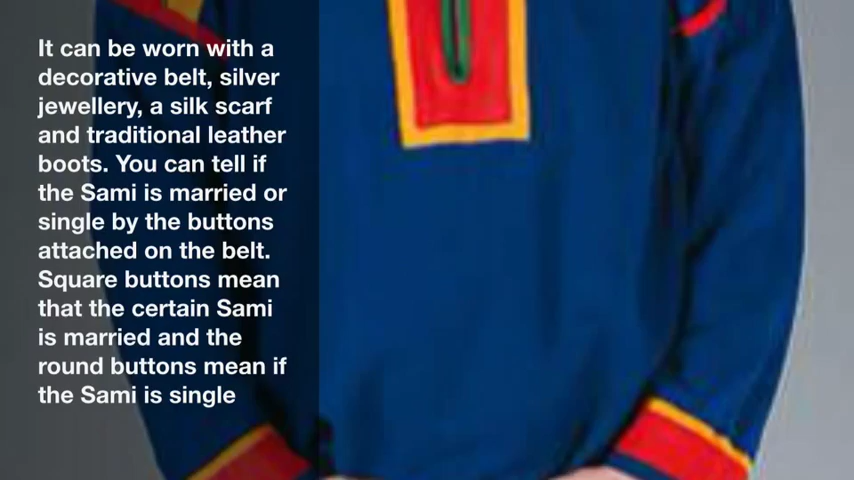 It can be worn with a
decorative belt, silver
jewellery, a silk scarf
and traditional leather
boots. You can tell if
the Sami is married or
single by the buttons
attached on the belt.
Square buttons mean
that the certain Sami
is married and the
round buttons mean if
the Sami is single